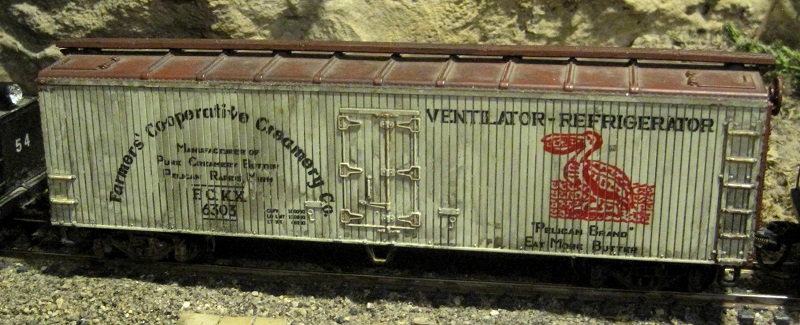 54
Farmers' Cooperative Creamery Co.
Manufacturer of
Pure Creamery Butter
Pelican Rapids, Minn
F.C.K.X.
6303
VENTILATOR-REFRIGERATOR
"PELICAN BRAND"
EAT MORE BUTTER